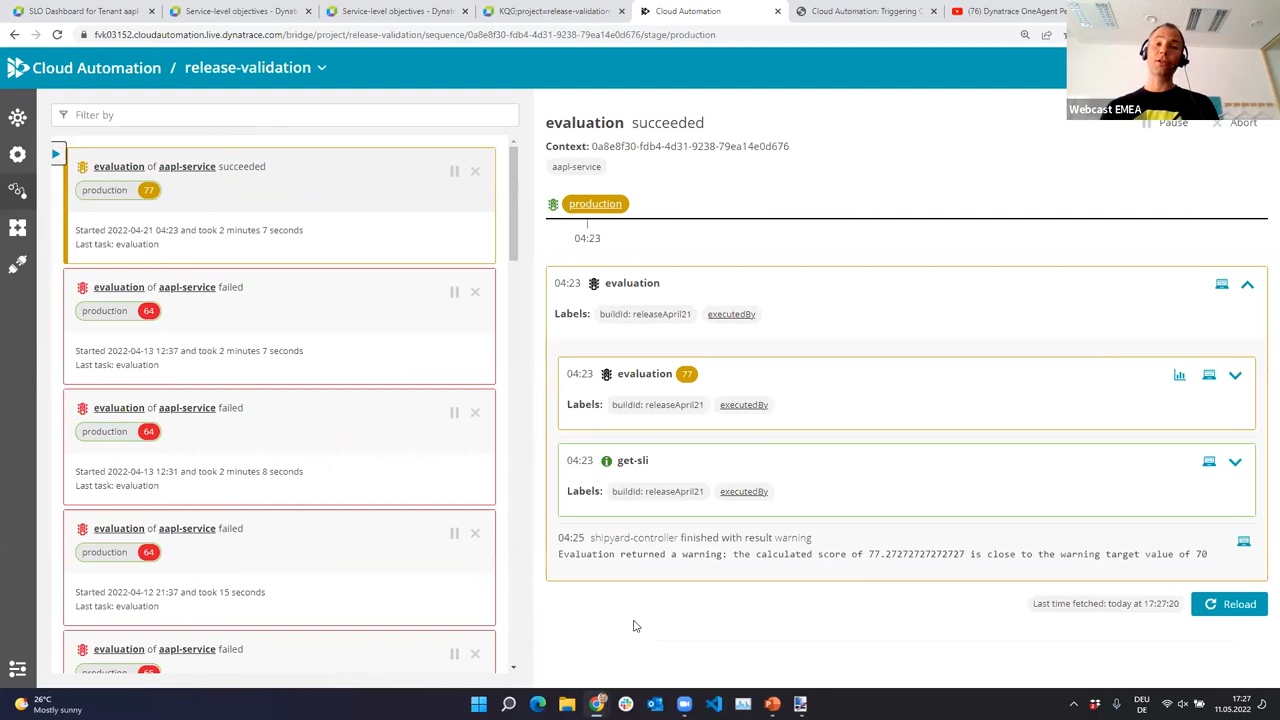 SLO Dashboard for Tenant aapl
Service-level objectives - Dynatra
Service-level objectives - Dynat
KQG;project=release-validation;
Cloud Automation
Cloud Automation: Triggering C
(76) Dynatrace OneAgent Pe
fvk03152.cloudautomation.live.dynatrace.com/bridge/project/release-validation/sequence/0a8e8f30-fdb4-4d31-9238-79ea14e0d676/stage/production
Cloud Automation / release-validation
Webcast EMEA
Filter by
evaluation of aapl-service succeeded
production 77
Started 2022-04-21 04:23 and took 2 minutes 7 seconds
Last task: evaluation
evaluation of aapl-service failed
production 64
Started 2022-04-13 12:37 and took 2 minutes 7 seconds
Last task: evaluation
evaluation of aapl-service failed
production 64
Started 2022-04-13 12:31 and took 2 minutes 8 seconds
Last task: evaluation
evaluation of aapl-service failed
production 64
Started 2022-04-12 21:37 and took 15 seconds
Last task: evaluation
evaluation of aapl-service failed
production
evaluation succeeded
Pause Abort
Context: 0a8e8f30-fdb4-4d31-9238-79ea14e0d676
aapl-service
production
04:23
04:23 evaluation
Labels: buildId: releaseApril21 executedBy
04:23 evaluation 77
Labels: buildId: releaseApril21 executedBy
04:23 get-sli
Labels: buildId: releaseApril21 executedBy
04:25 shipyard-controller finished with result warning
Evaluation returned a warning: the calculated score of 77.27272727272727 is close to the warning target value of 70
Last time fetched: today at 17:27:20
Reload
26°C
Mostly sunny
DEU
DE
17:27
11.05.2022